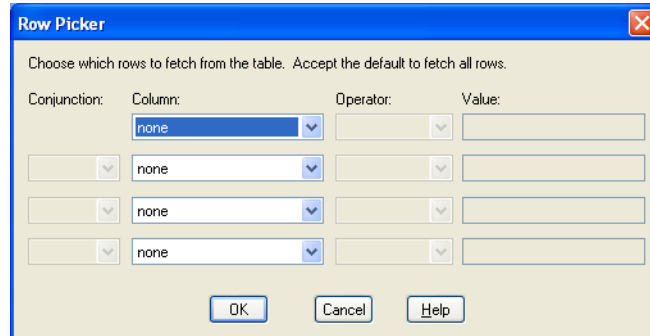 Row Picker
Choose which rows to fetch from the table. Accept the default to fetch all rows.
Conjunction: Column: Operator: Value:
none
none
none
none
OK Cancel Help